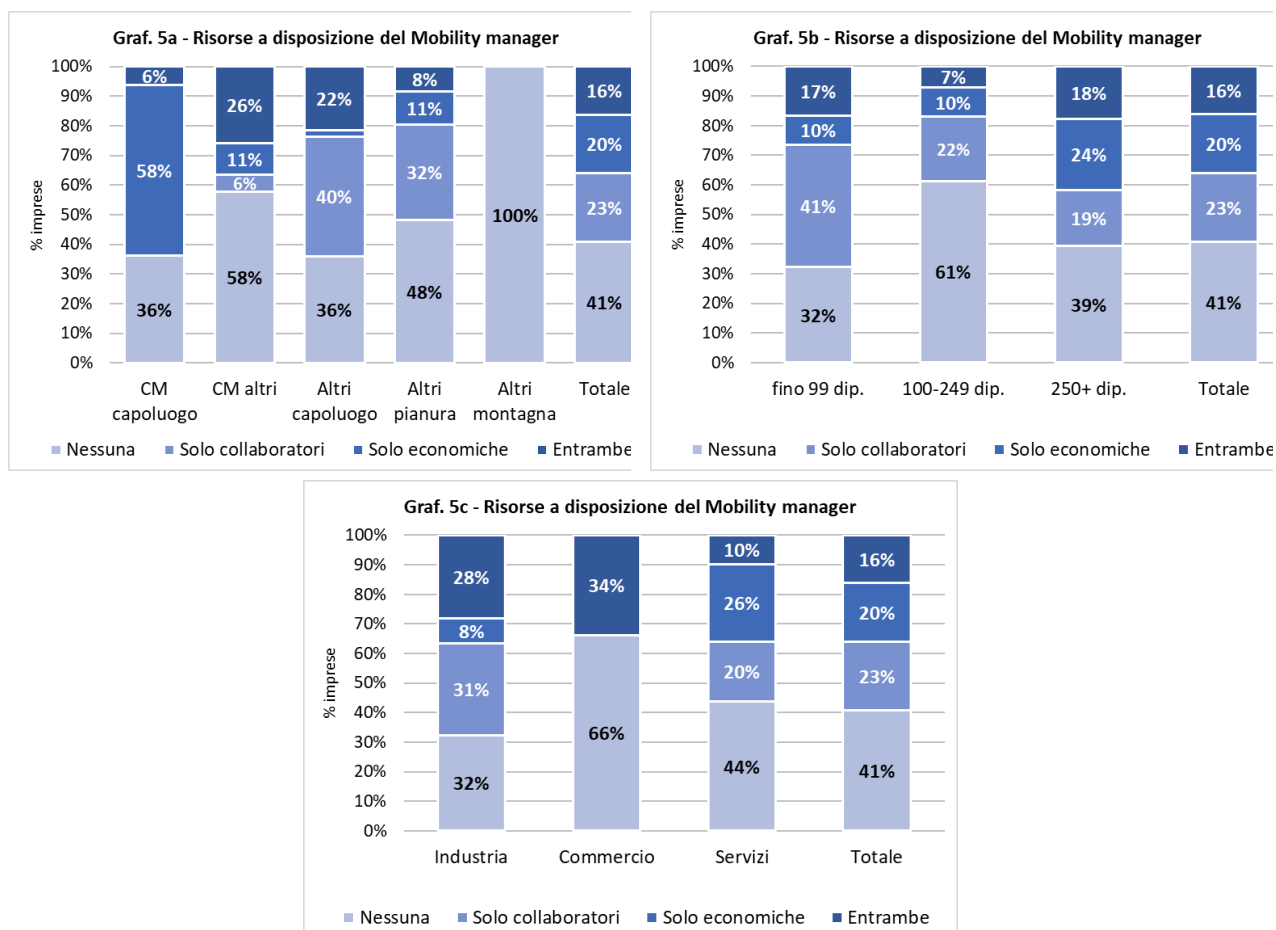 Graf. 5a - Risorse a disposizione del Mobility manager
100%
90%
80%
70%
60%
50%
40%
30%
20%
10%
0%
% imprese
6%
58%
36%
26%
11%
6%
58%
22%
40%
36%
8%
11%
32%
48%
100%
16%
20%
23%
41%
CM capoluogo
CM altri
Altri capoluogo
Altri pianura
Altri montagna
Totale
Nessuna
Solo collaboratori
Solo economiche
Entrambe
Graf. 5b - Risorse a disposizione del Mobility manager
100%
90%
80%
70%
60%
50%
40%
30%
20%
10%
0%
% imprese
17%
10%
41%
32%
7%
10%
22%
61%
18%
24%
19%
39%
16%
20%
23%
41%
fino 99 dip.
100-249 dip.
250+ dip.
Totale
Nessuna
Solo collaboratori
Solo economiche
Entrambe
Graf. 5c - Risorse a disposizione del Mobility manager
100%
90%
80%
70%
60%
50%
40%
30%
20%
10%
0%
% imprese
28%
8%
31%
32%
34%
66%
10%
26%
20%
44%
16%
20%
23%
41%
Industria
Commercio
Servizi
Totale
Nessuna
Solo collaboratori
Solo economiche
Entrambe